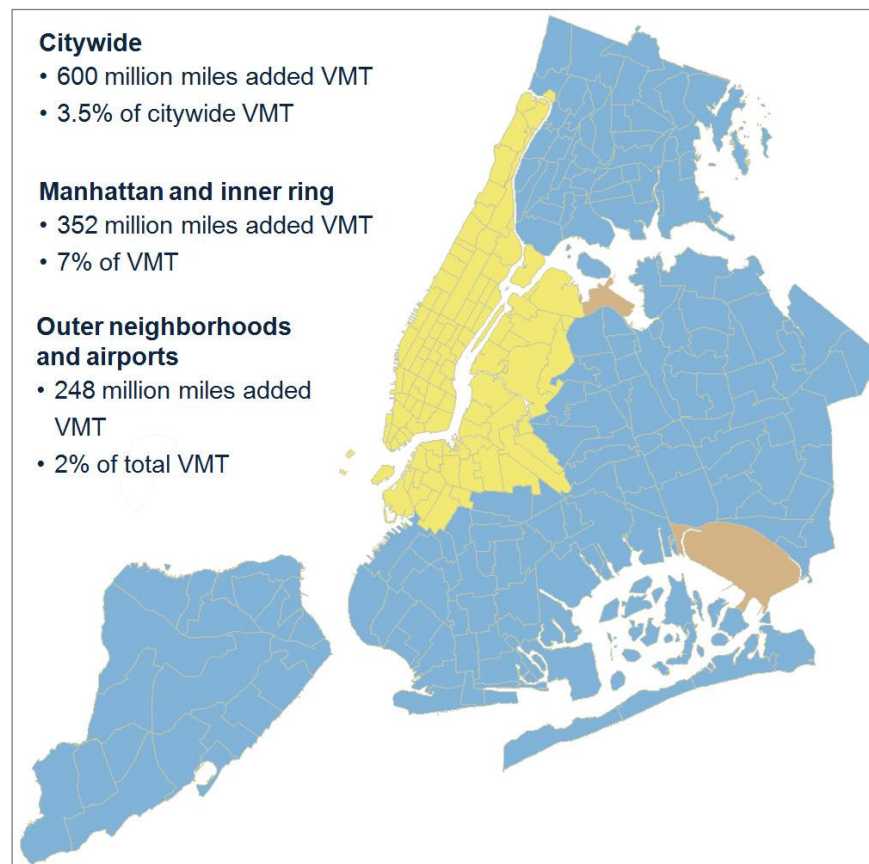 Citywide
• 600 million miles added VMT
• 3.5% of citywide VMT
Manhattan and inner ring
• 352 million miles added VMT
• 7% of VMT
Outer neighborhoods
and airports
• 248 million miles added
VMT
• 2% of total VMT